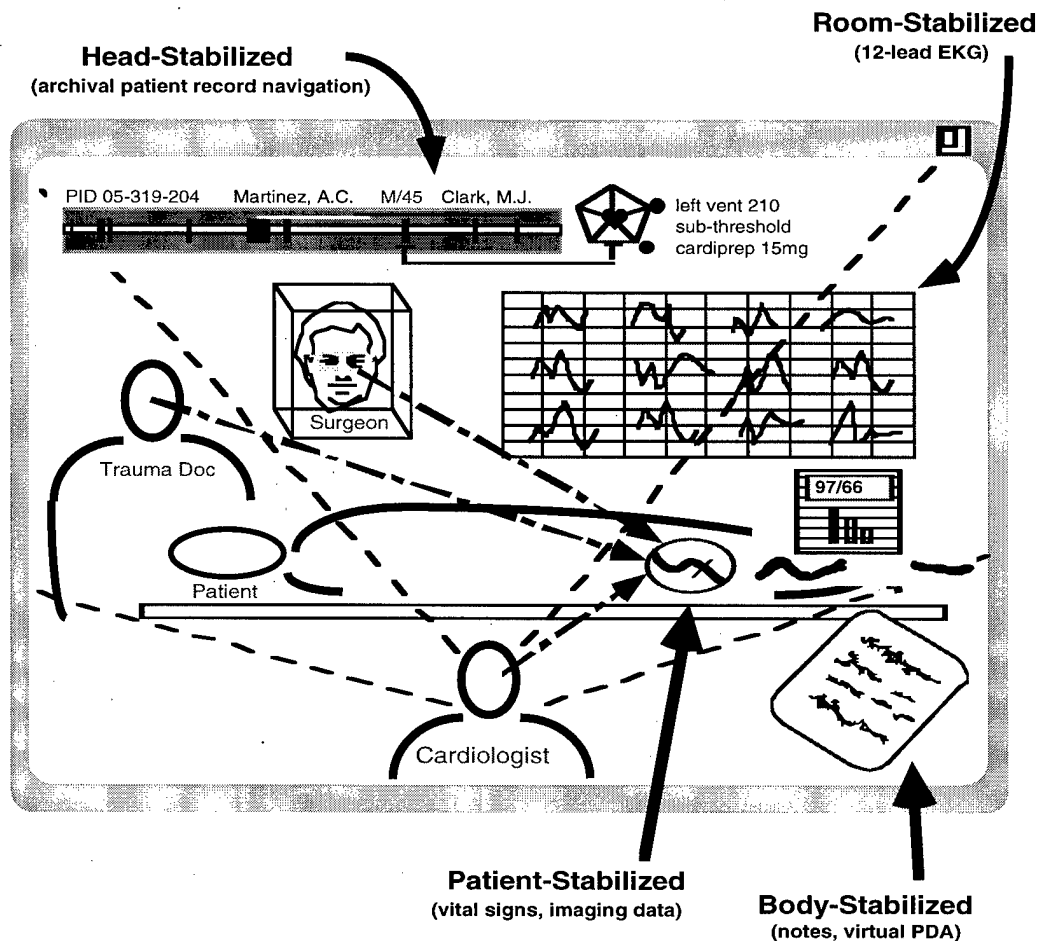 Room-Stabilized
(12-lead EKG)
Head-Stabilized
(archival patient record navigation)
PID 05-319-204 Martinez, A.C. M/45 Clark, M.J.
left vent 210
sub-threshold
cardiprep 15mg
Surgeon
Trauma Doc
97/66
Patient
Cardiologist
Patient-Stabilized
(vital signs, imaging data)
Body-Stabilized
(notes, virtual PDA)